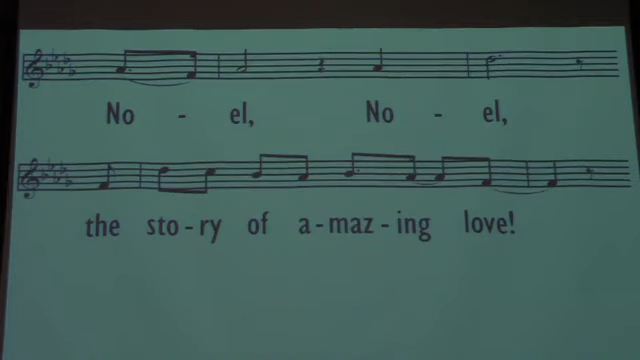 No - el, No - el,
the sto - ry of a - maz - ing love!